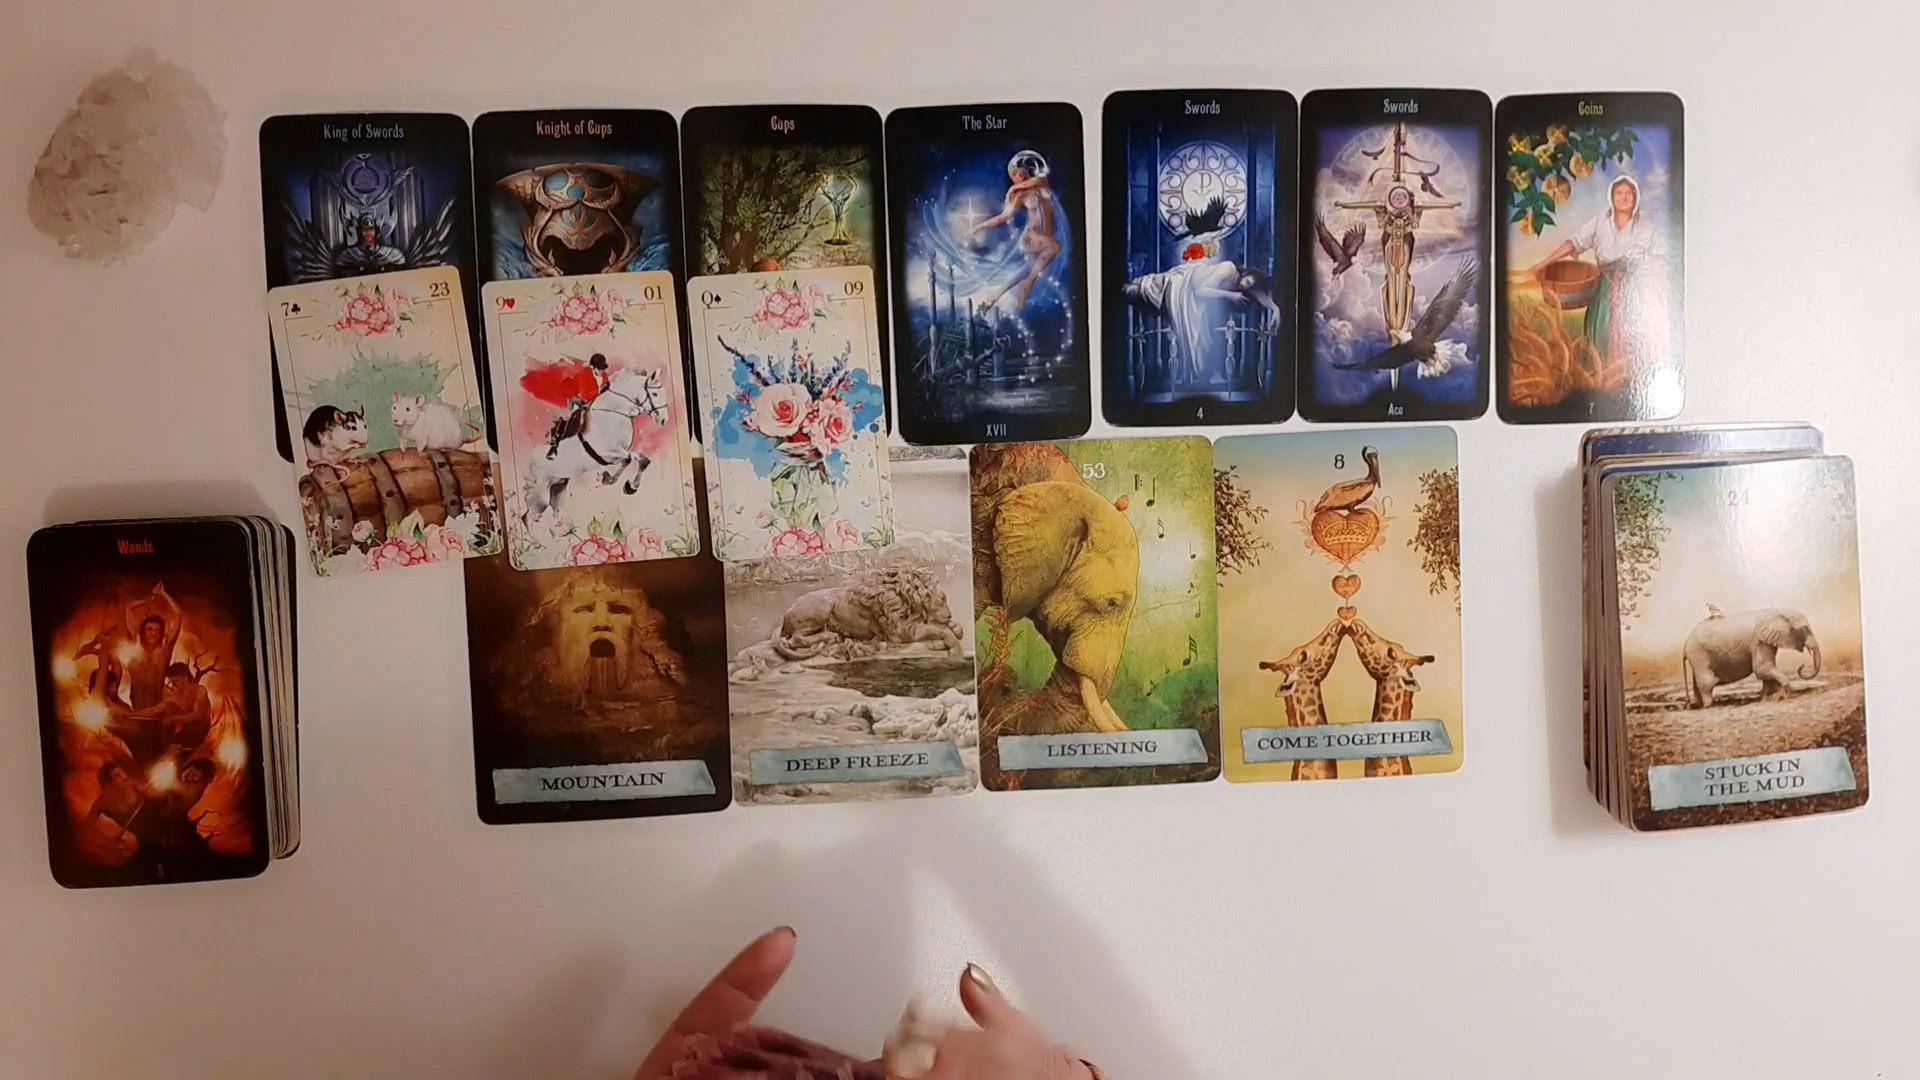 King of Swords
Knight of Cups
Cups
The Star
XVII
Swords
4
Swords
Ace
Coins
7
7♣ 23
9♥ 01
Q♠ 09
Wands
5
MOUNTAIN
DEEP FREEZE
53
LISTENING
8
COME TOGETHER
24
STUCK IN
THE MUD